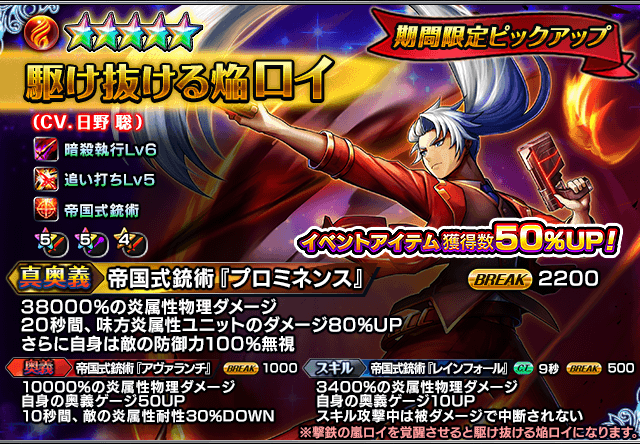 期間限定ピックアップ
駆け抜ける焔ロイ
(CV.日野 聡)
暗殺執行Lv6
追い打ちLv5
帝国式銃術
5 5 4
イベントアイテム獲得数50%UP!
真奥義 帝国式銃術『プロミネンス』 BREAK 2200
38000%の炎属性物理ダメージ
20秒間、味方炎属性ユニットのダメージ80%UP
さらに自身は敵の防御力100%無視
奥義 帝国式銃術『アヴァランチ』 BREAK 1000
10000%の炎属性物理ダメージ
自身の奥義ゲージ50UP
10秒間、敵の炎属性耐性30%DOWN
スキル 帝国式銃術『レインフォール』 C.T. 9秒 BREAK 500
3400%の炎属性物理ダメージ
自身の奥義ゲージ10UP
スキル攻撃中は被ダメージで中断されない
※撃鉄の嵐ロイを覚醒させると駆け抜ける焔ロイになります。